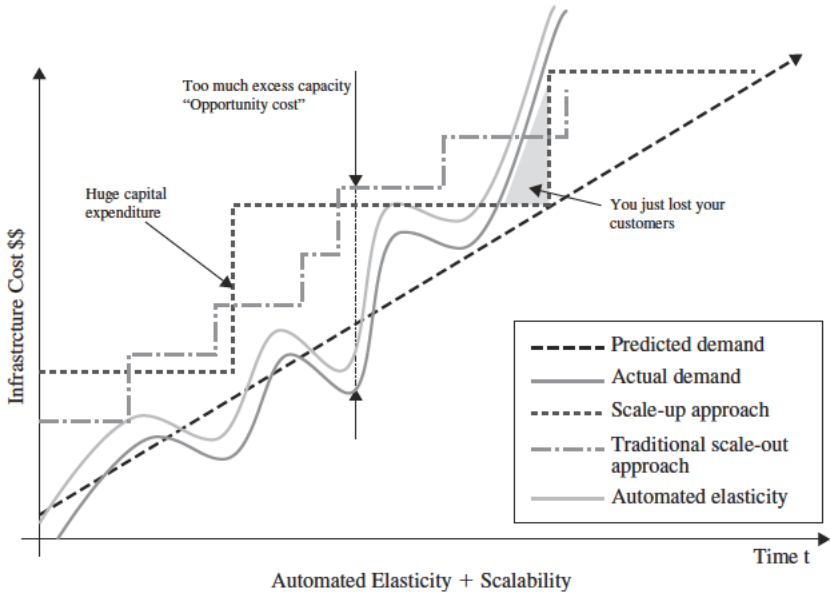 Too much excess capacity
“Opportunity cost”
Huge capital
expenditure
You just lost your
customers
Infrastrcture Cost $$
Predicted demand
Actual demand
Scale-up approach
Traditional scale-out
approach
Automated elasticity
Time t
Automated Elasticity + Scalability